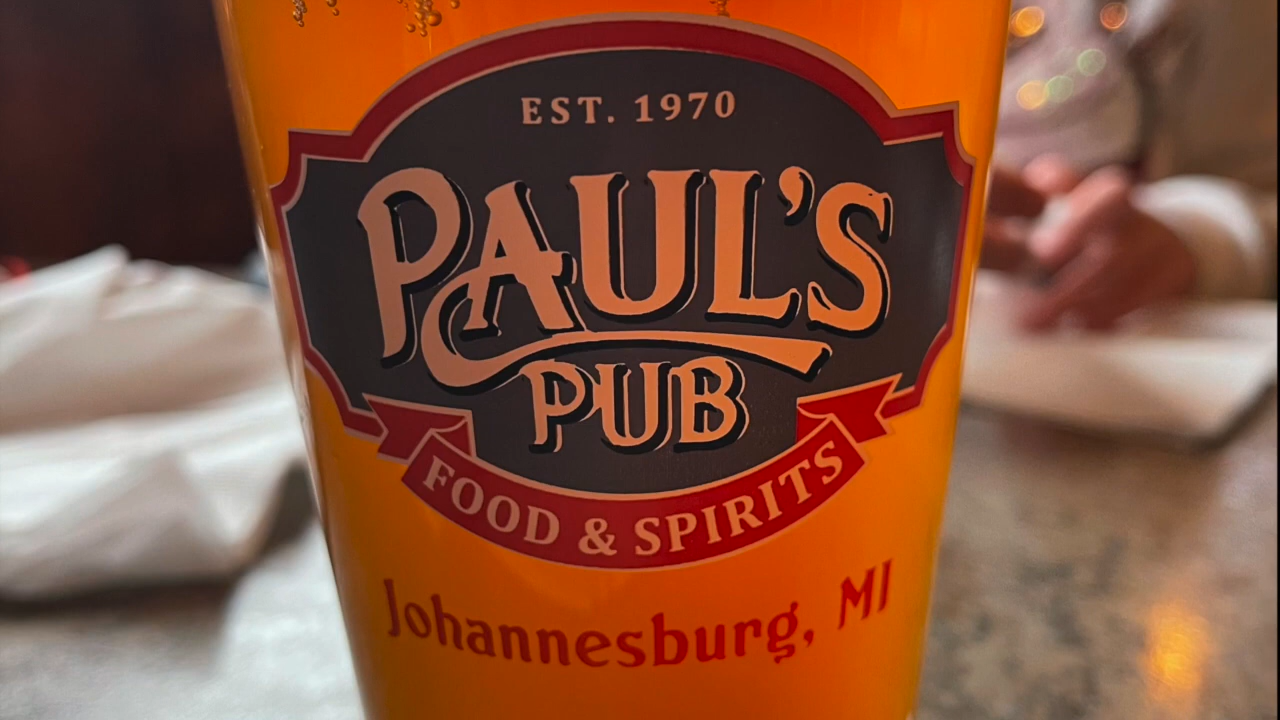 EST. 1970
PAUL'S
PUB
FOOD & SPIRITS
Johannesburg, MI